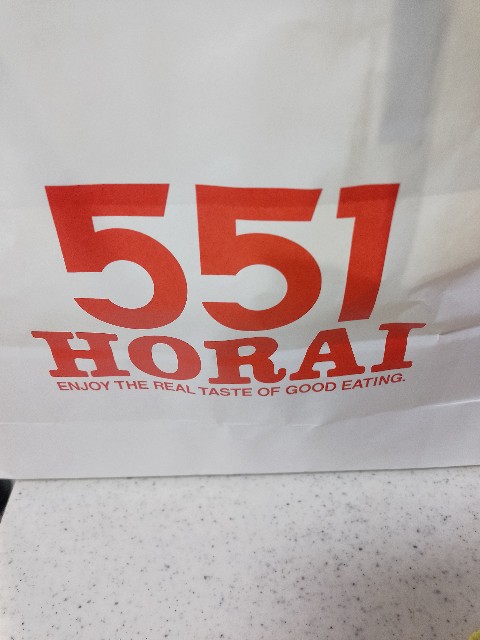 551
HORAI
ENJOY THE REAL TASTE OF GOOD EATING.